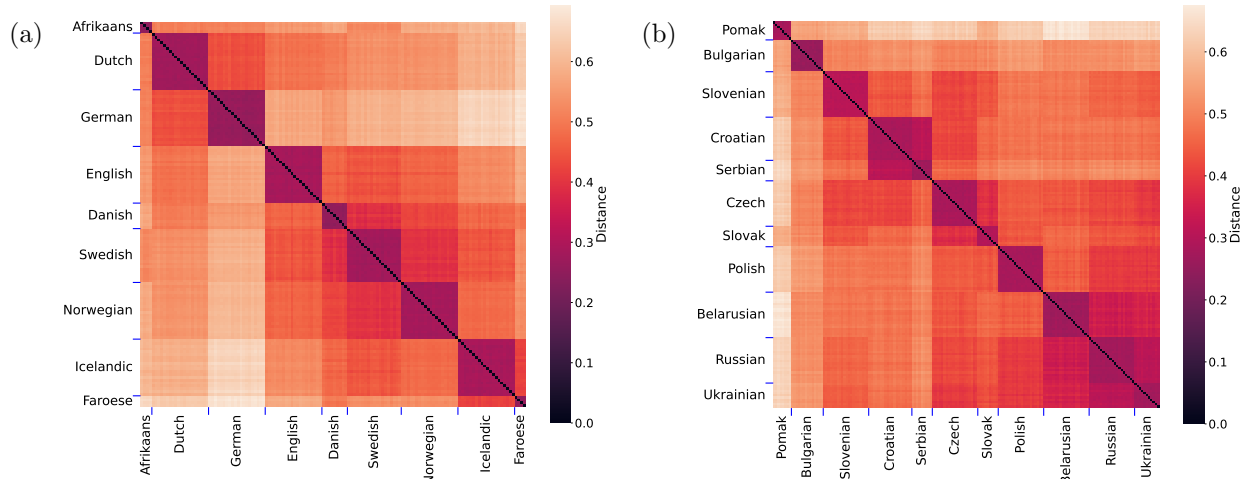 (a)
Afrikaans
Dutch
German
English
Danish
Swedish
Norwegian
Icelandic
Faroese
Afrikaans
Dutch
German
English
Danish
Swedish
Norwegian
Icelandic
Faroese
0.6
0.5
0.4
0.3
0.2
0.1
0.0
Distance
(b)
Pomak
Bulgarian
Slovenian
Croatian
Serbian
Czech
Slovak
Polish
Belarusian
Russian
Ukrainian
Pomak
Bulgarian
Slovenian
Croatian
Serbian
Czech
Slovak
Polish
Belarusian
Russian
Ukrainian
0.6
0.5
0.4
0.3
0.2
0.1
0.0
Distance